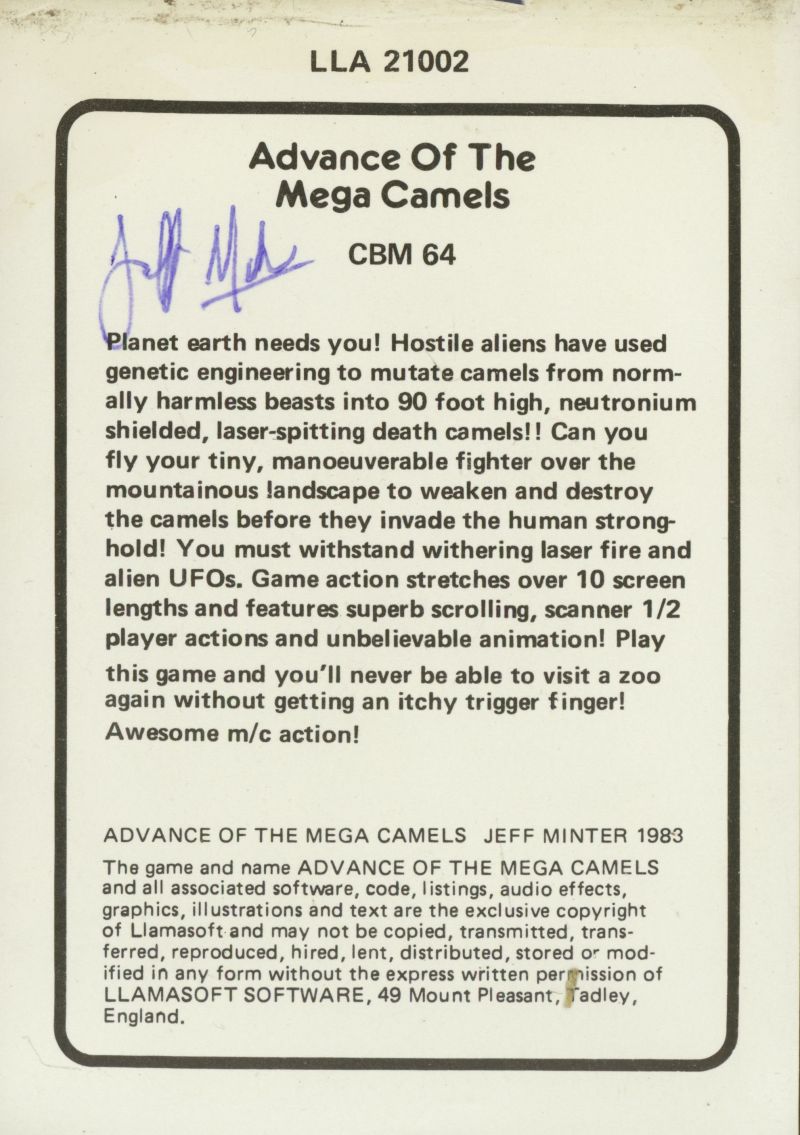 LLA 21002
Advance Of The
Mega Camels
Jeff Minter
CBM 64
Planet earth needs you! Hostile aliens have used
genetic engineering to mutate camels from norm-
ally harmless beasts into 90 foot high, neutronium
shielded, laser-spitting death camels!! Can you
fly your tiny, manoeuverable fighter over the
mountainous landscape to weaken and destroy
the camels before they invade the human strong-
hold! You must withstand withering laser fire and
alien UFOs. Game action stretches over 10 screen
lengths and features superb scrolling, scanner 1/2
player actions and unbelievable animation! Play
this game and you'll never be able to visit a zoo
again without getting an itchy trigger finger!
Awesome m/c action!
ADVANCE OF THE MEGA CAMELS JEFF MINTER 1983
The game and name ADVANCE OF THE MEGA CAMELS
and all associated software, code, listings, audio effects,
graphics, illustrations and text are the exclusive copyright
of Llamasoft and may not be copied, transmitted, trans-
ferred, reproduced, hired, lent, distributed, stored or mod-
ified in any form without the express written permission of
LLAMASOFT SOFTWARE, 49 Mount Pleasant, Tadley,
England.